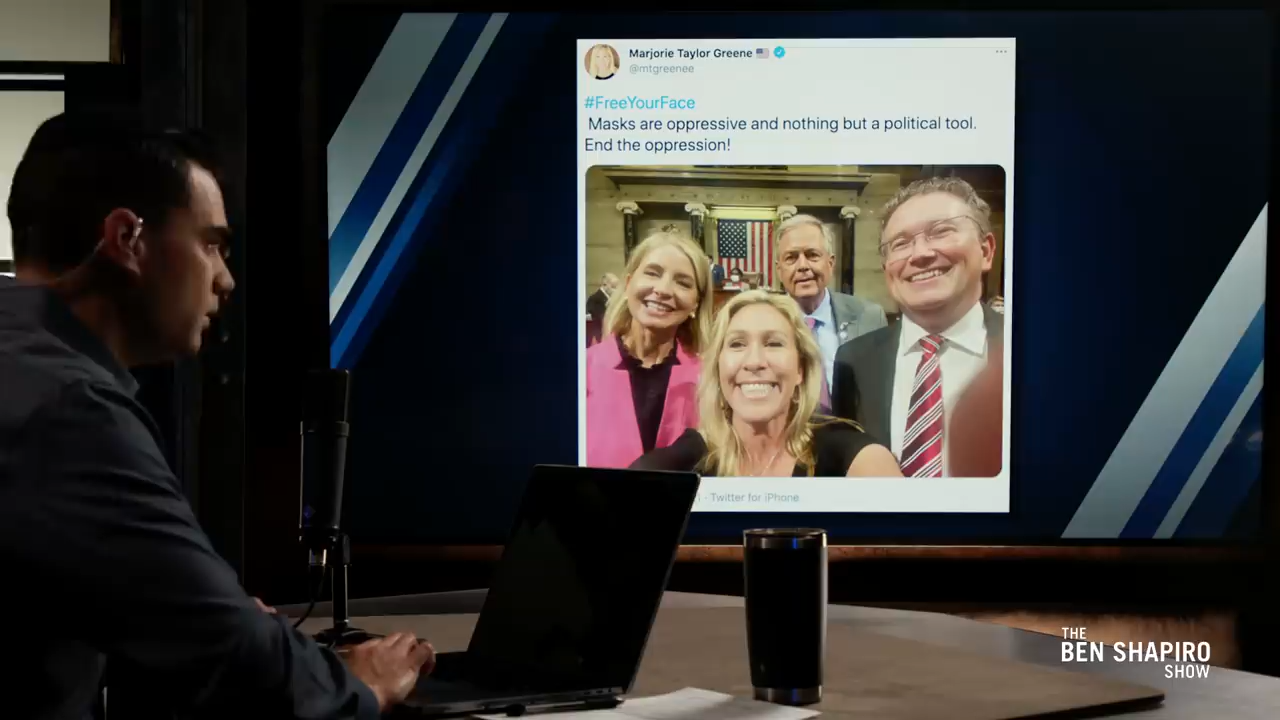 Marjorie Taylor Greene
@mtgreenee
#FreeYourFace
Masks are oppressive and nothing but a political tool.
End the oppression!
· Twitter for iPhone
THE
BEN SHAPIRO
SHOW